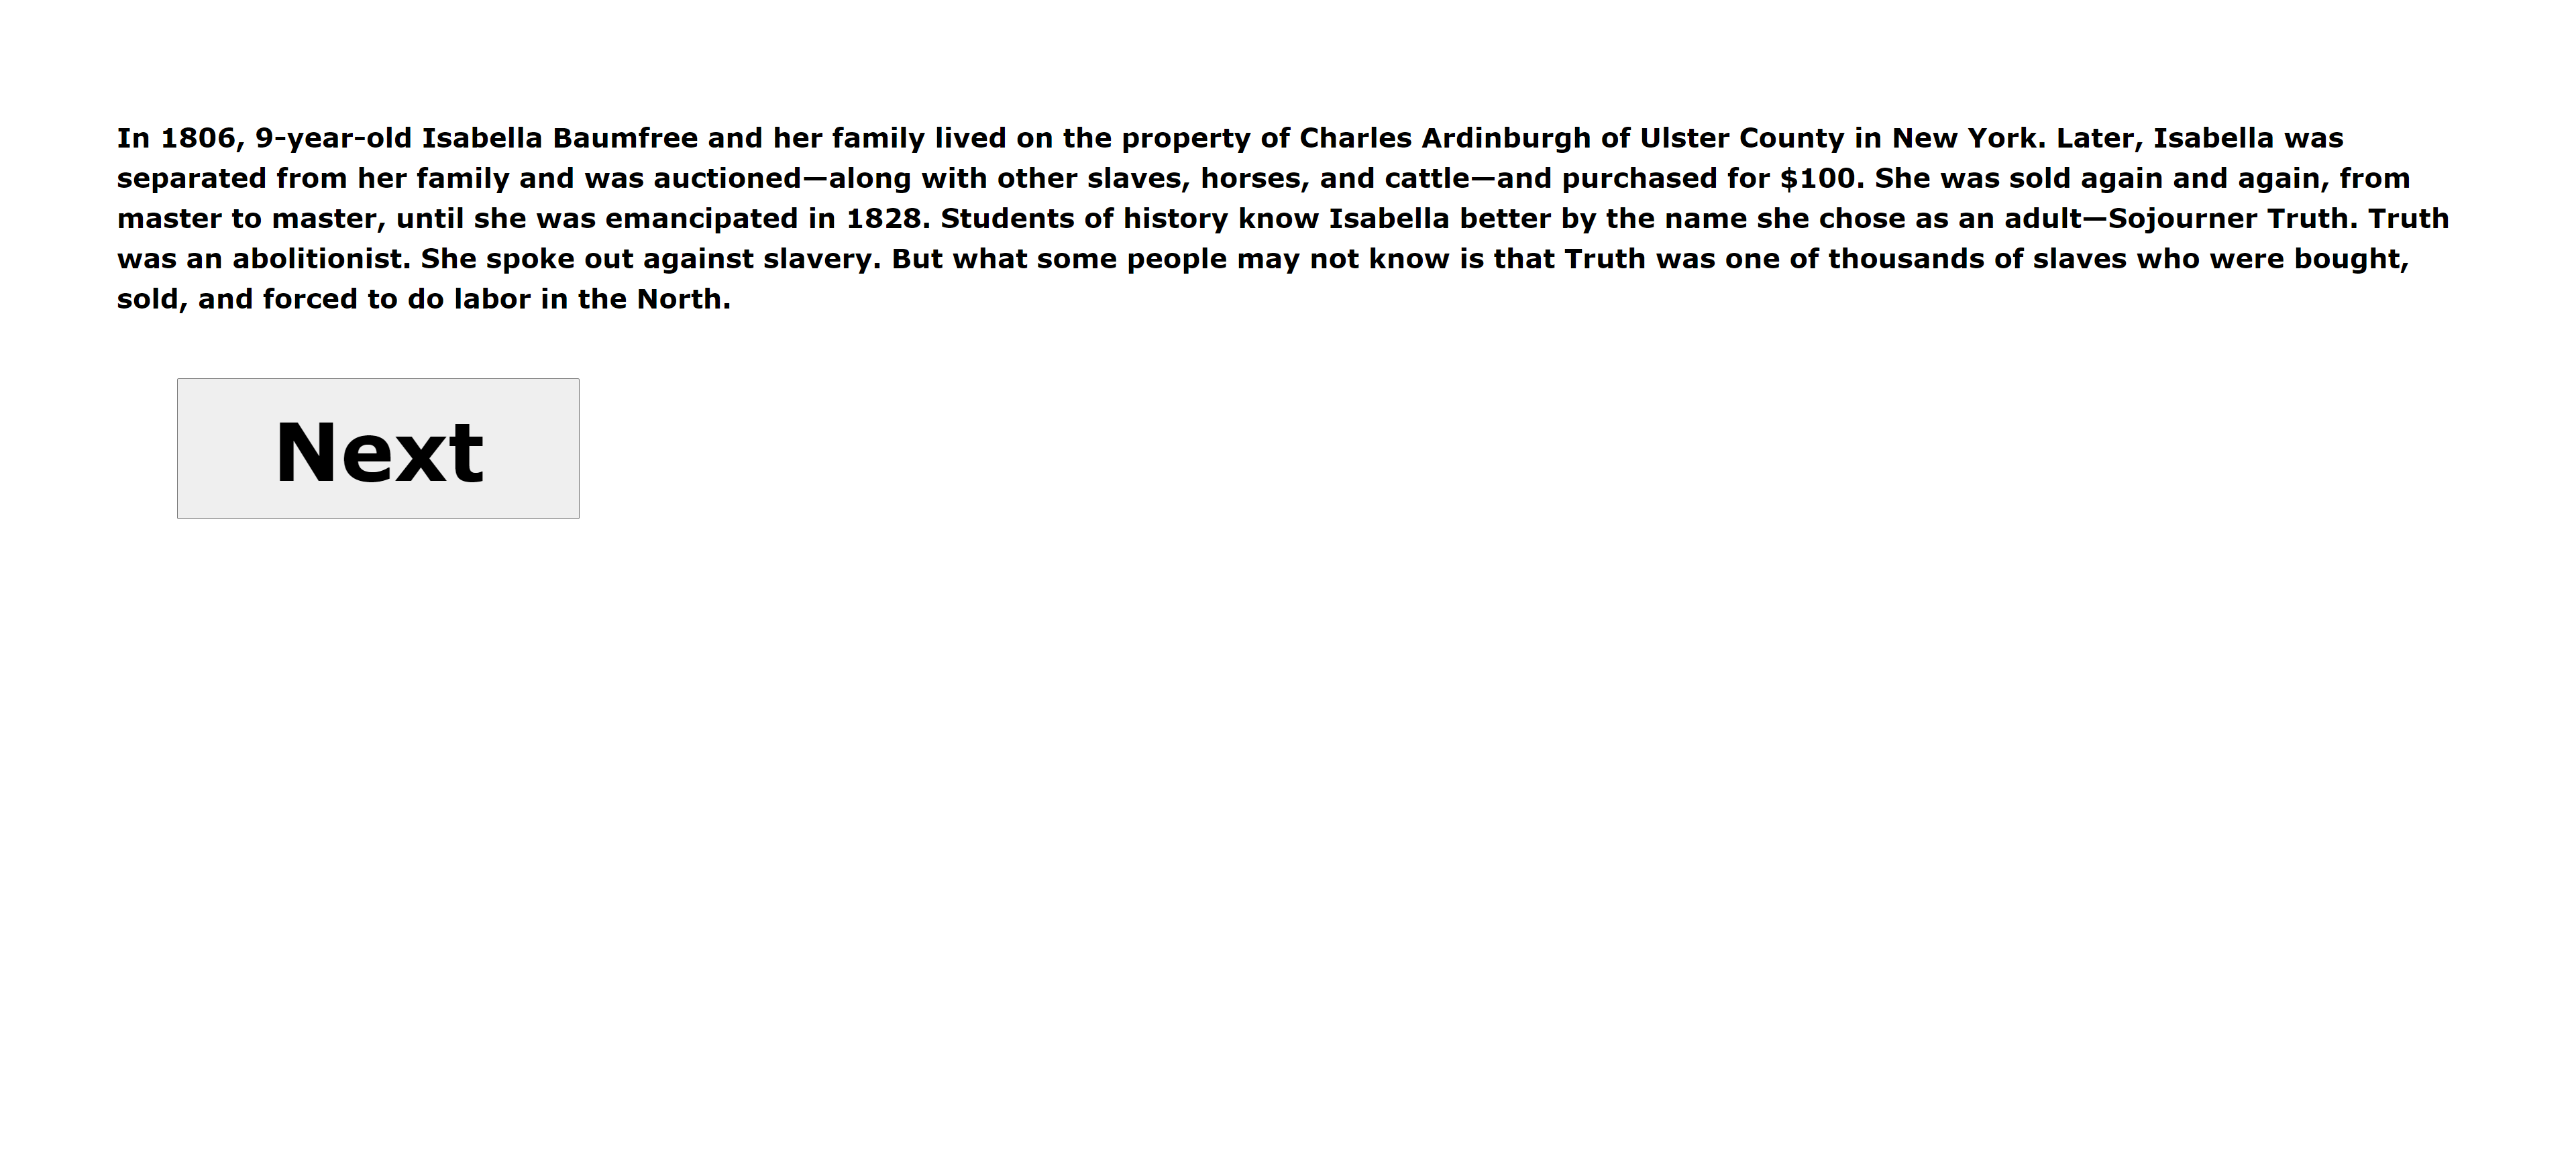 In 1806, 9-year-old Isabella Baumfree and her family lived on the property of Charles Ardinburgh of Ulster County in New York. Later, Isabella was
separated from her family and was auctioned—along with other slaves, horses, and cattle—and purchased for $100. She was sold again and again, from
master to master, until she was emancipated in 1828. Students of history know Isabella better by the name she chose as an adult—Sojourner Truth. Truth
was an abolitionist. She spoke out against slavery. But what some people may not know is that Truth was one of thousands of slaves who were bought,
sold, and forced to do labor in the North.
Next